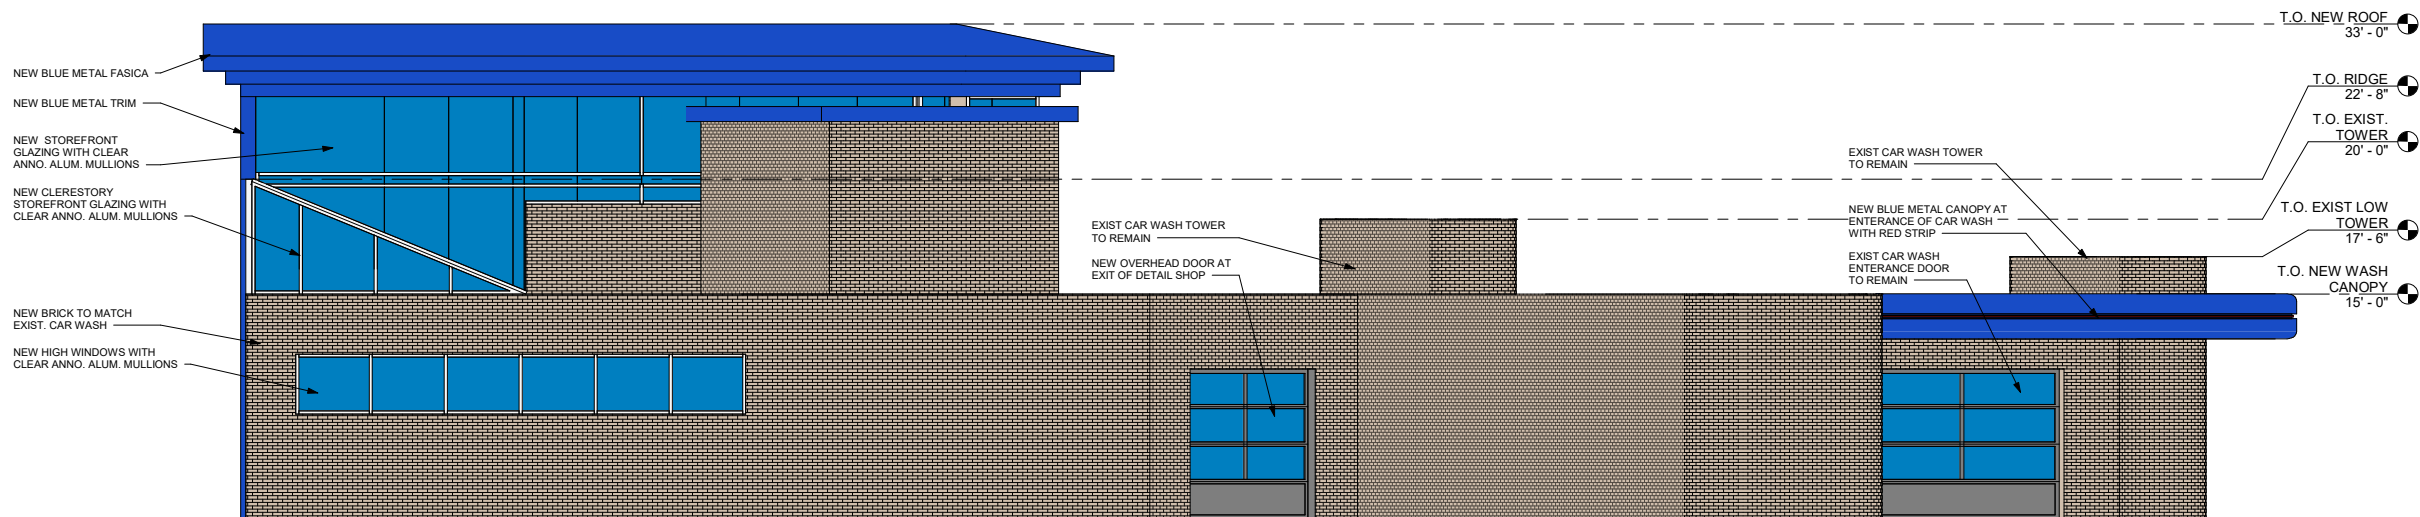 NEW BLUE METAL FASICA
NEW BLUE METAL TRIM
NEW STOREFRONT
GLAZING WITH CLEAR
ANNO. ALUM. MULLIONS
NEW CLERESTORY
STOREFRONT GLAZING WITH
CLEAR ANNO. ALUM. MULLIONS
NEW BRICK TO MATCH
EXIST. CAR WASH
NEW HIGH WINDOWS WITH
CLEAR ANNO. ALUM. MULLIONS
EXIST CAR WASH TOWER
TO REMAIN
NEW OVERHEAD DOOR AT
EXIT OF DETAIL SHOP
EXIST CAR WASH TOWER
TO REMAIN
NEW BLUE METAL CANOPY AT
ENTERANCE OF CAR WASH
WITH RED STRIP
EXIST CAR WASH
ENTERANCE DOOR
TO REMAIN
T.O. NEW ROOF
33' - 0"
T.O. RIDGE
22' - 8"
T.O. EXIST.
TOWER
20' - 0"
T.O. EXIST LOW
TOWER
17' - 6"
T.O. NEW WASH
CANOPY
15' - 0"